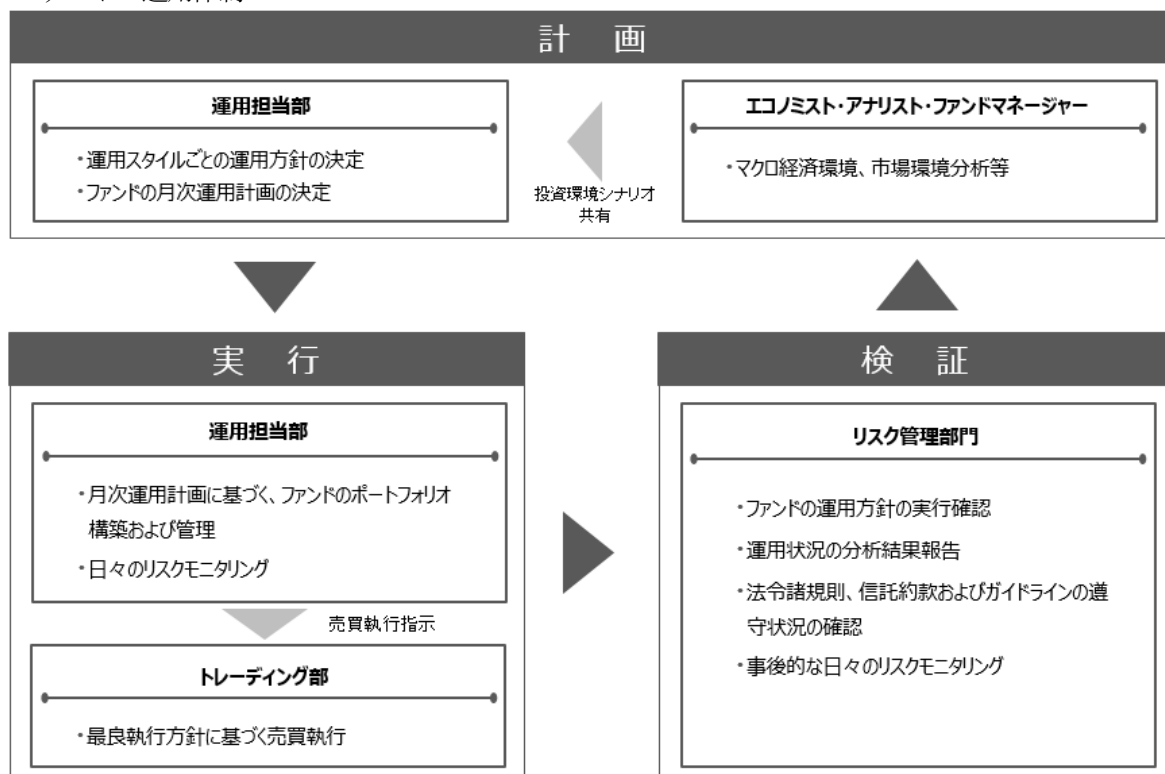 計 画
運用担当部
・運用スタイルごとの運用方針の決定
・ファンドの月次運用計画の決定
投資環境シナリオ
共有
エコノミスト・アナリスト・ファンドマネージャー
・マクロ経済環境、市場環境分析等
実 行
運用担当部
・月次運用計画に基づく、ファンドのポートフォリオ
構築および管理
・日々のリスクモニタリング
売買執行指示
トレーディング部
・最良執行方針に基づく売買執行
検 証
リスク管理部門
・ファンドの運用方針の実行確認
・運用状況の分析結果報告
・法令諸規則、信託約款およびガイドラインの遵
守状況の確認
・事後的な日々のリスクモニタリング